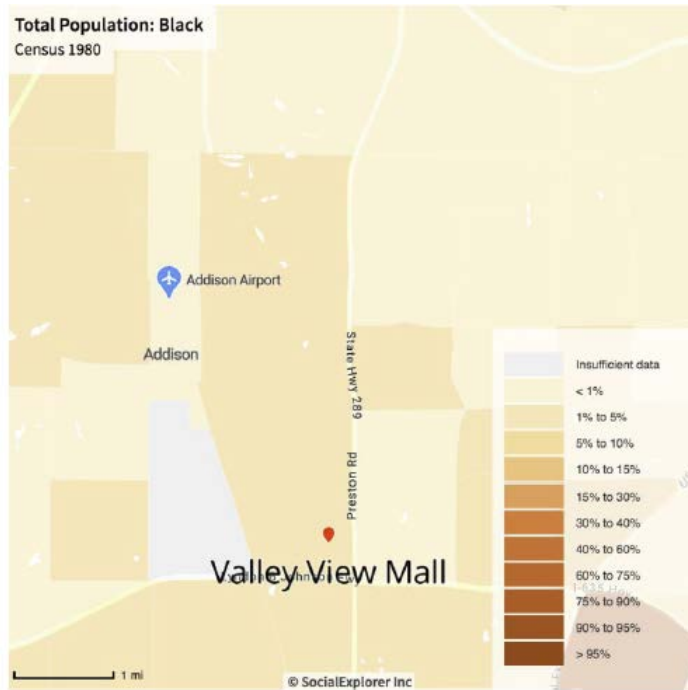 Total Population: Black
Census 1980
Addison Airport
Addison
State Hwy 289
Preston Rd
Valley View Mall
Insufficient data
< 1%
1% to 5%
5% to 10%
10% to 15%
15% to 30%
30% to 40%
40% to 60%
60% to 75%
75% to 90%
90% to 95%
> 95%
I-635
1 mi
© SocialExplorer Inc